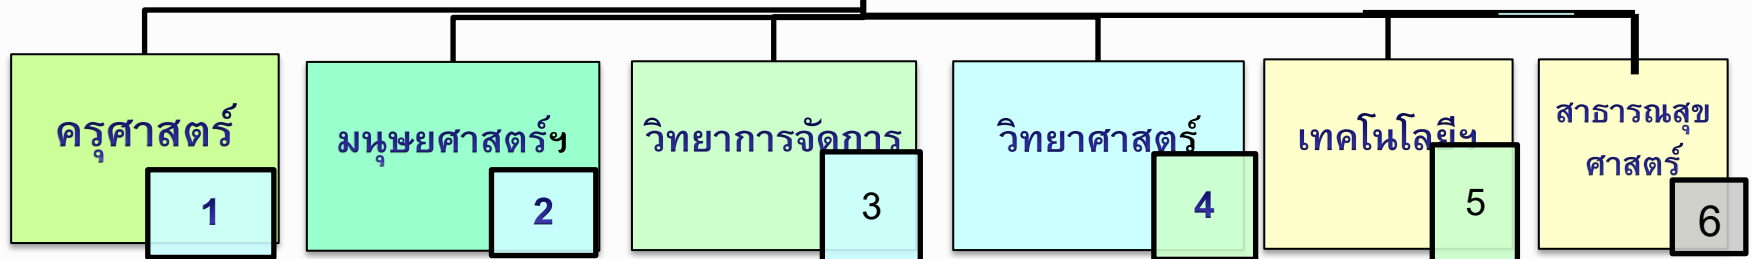 ครุศาสตร์
1
มนุษยศาสตร์ฯ
2
วิทยาการจัดการ
3
วิทยาศาสตร์
4
เทคโนโลยีฯ
5
สาธารณสุข
ศาสตร์
6